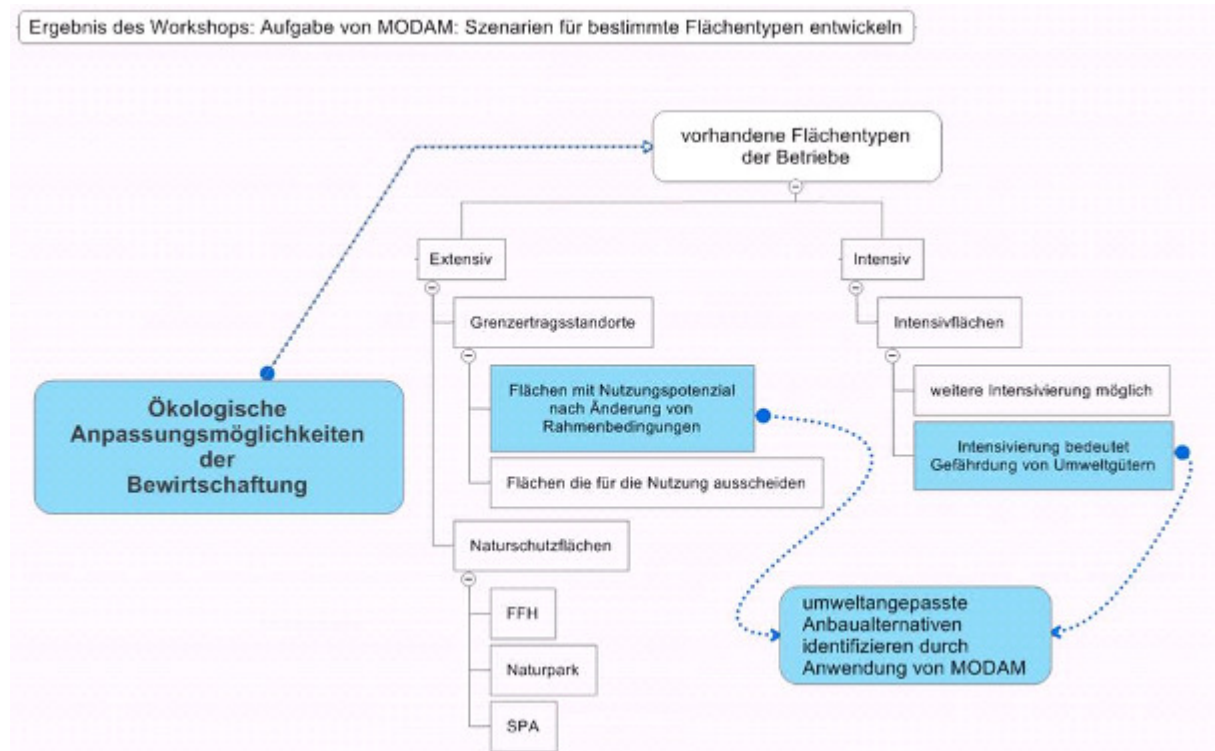 Ergebnis des Workshops: Aufgabe von MODAM: Szenarien für bestimmte Flächentypen entwickeln
vorhandene Flächentypen
der Betriebe
Extensiv
Intensiv
Grenzertragsstandorte
Intensivflächen
Flächen mit Nutzungspotenzial
nach Änderung von
Rahmenbedingungen
weitere Intensivierung möglich
Ökologische
Anpassungsmöglichkeiten
der
Bewirtschaftung
Intensivierung bedeutet
Gefährdung von Umweltgütern
Flächen die für die Nutzung ausscheiden
Naturschutzflächen
FFH
Naturpark
SPA
umweltangepasste
Anbaualternativen
identifizieren durch
Anwendung von MODAM